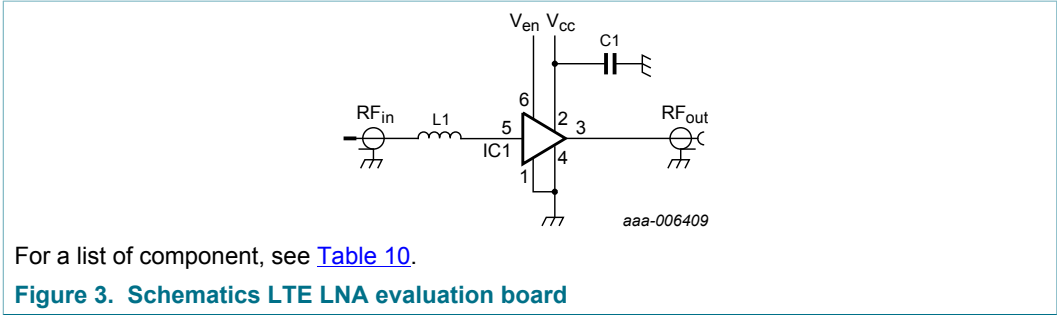 Ven Vcc
C1
6
RFin
L1
5
2
3
RFout
IC1
4
1
aaa-006409
For a list of component, see Table 10.
Figure 3. Schematics LTE LNA evaluation board